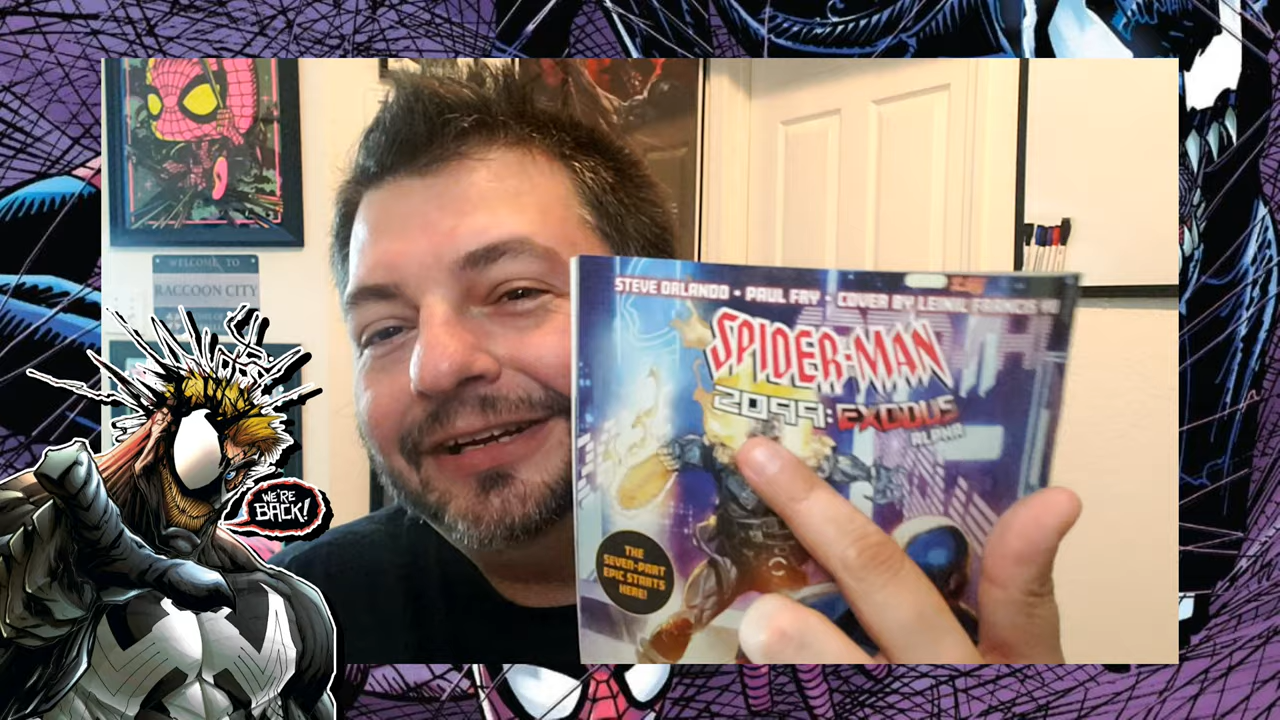 WELCOME TO
RACCOON CITY
STEVE ORLANDO • PAUL FRY • COVER BY LEINIL FRANCIS
SPIDER-MAN
2099: EXODUS
ALPHA
THE
SEVEN-PART
EPIC STARTS
HERE!
WE'RE
BACK!